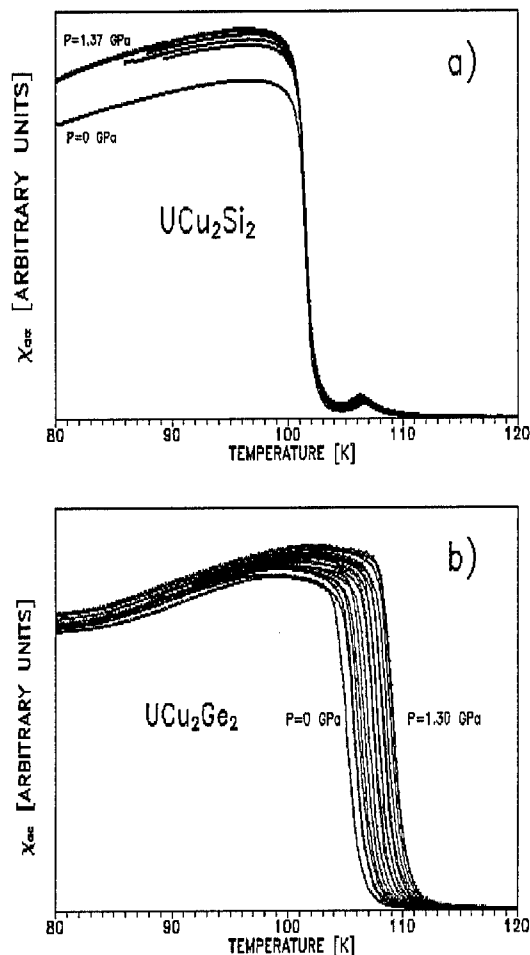 P=1.37 GPa
a)
P=0 GPa
UCu₂Si₂
χac [ARBITRARY UNITS]
80 90 100 110 120
TEMPERATURE [K]
b)
UCu₂Ge₂
P=0 GPa
P=1.30 GPa
χac [ARBITRARY UNITS]
80 90 100 110 120
TEMPERATURE [K]